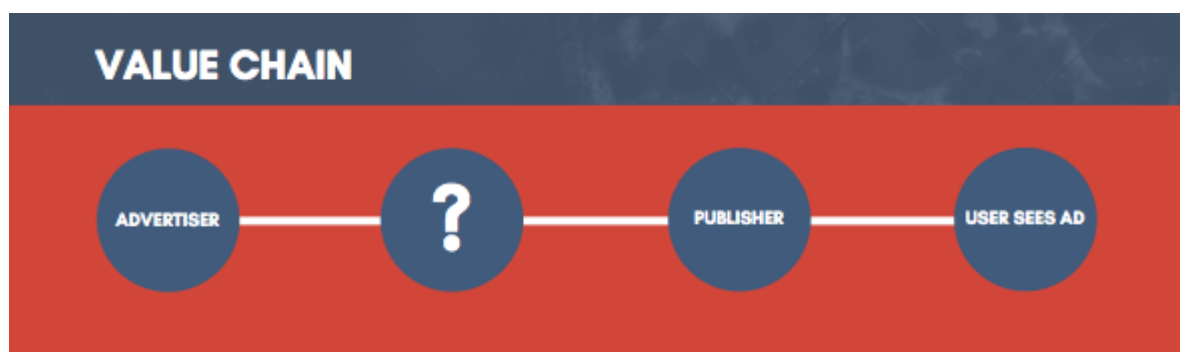 VALUE CHAIN
ADVERTISER
?
PUBLISHER
USER SEES AD